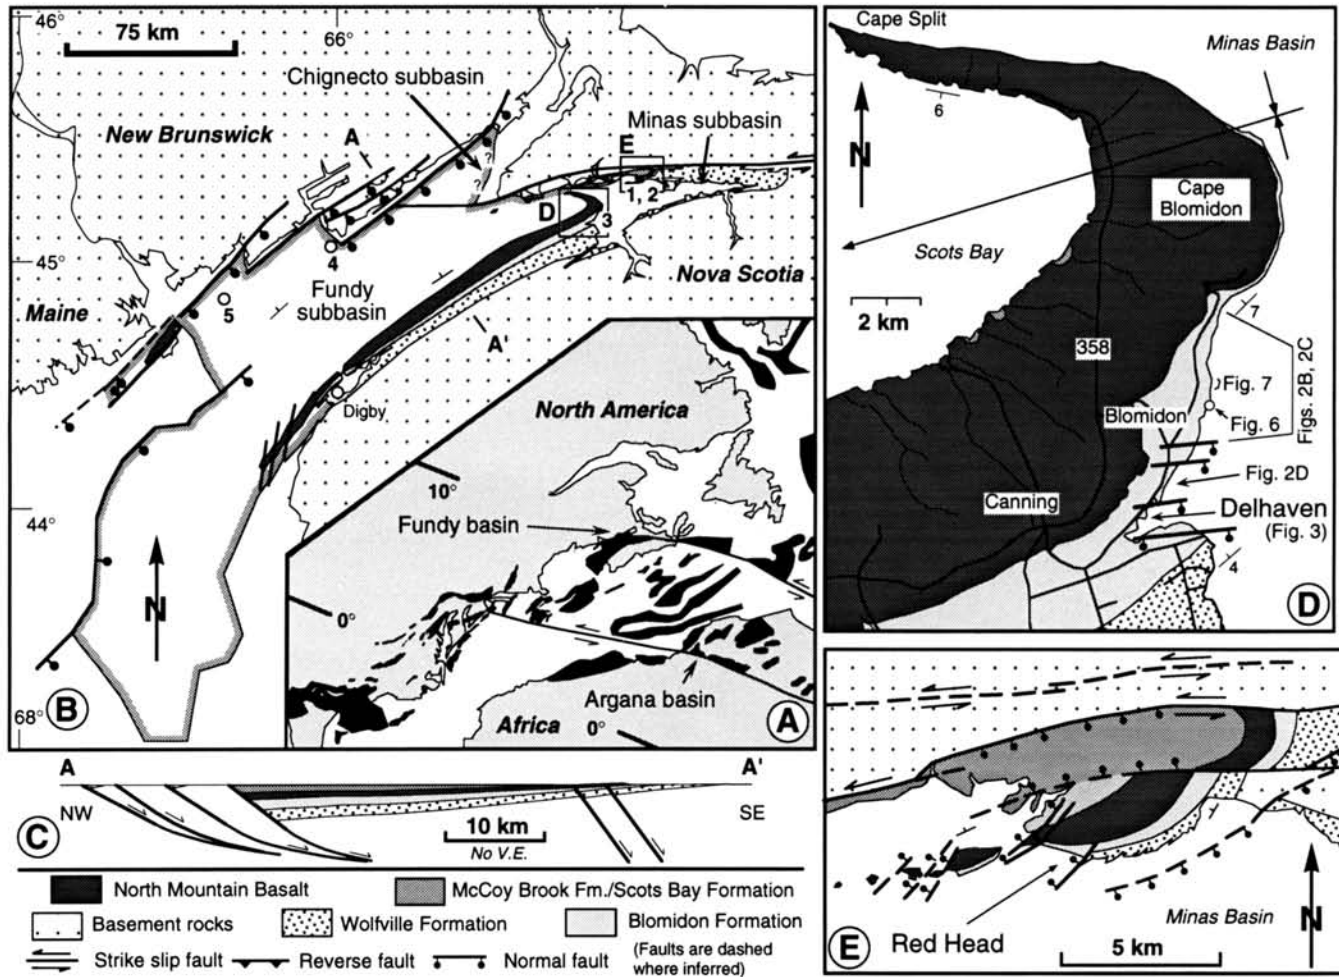 46°
75 km
66°
Chignecto subbasin
New Brunswick
A
Minas subbasin
E
?
?
1, 2
D
3
4
45°
Nova Scotia
Maine
5
Fundy
subbasin
A'
Digby
North America
10°
44°
Fundy basin
N
0°
Argana basin
B
68°
Africa
0°
A
Cape Split
Minas Basin
6
N
Cape
Blomidon
Scots Bay
2 km
7
358
Fig. 7
Figs. 2B, 2C
Blomidon
Fig. 6
Fig. 2D
Canning
Delhaven
(Fig. 3)
4
D
A
A'
NW
SE
C
10 km
No V.E.
Minas Basin
N
E
Red Head
5 km
North Mountain Basalt
McCoy Brook Fm./Scots Bay Formation
Basement rocks
Wolfville Formation
Blomidon Formation
Strike slip fault
Reverse fault
Normal fault
(Faults are dashed
where inferred)